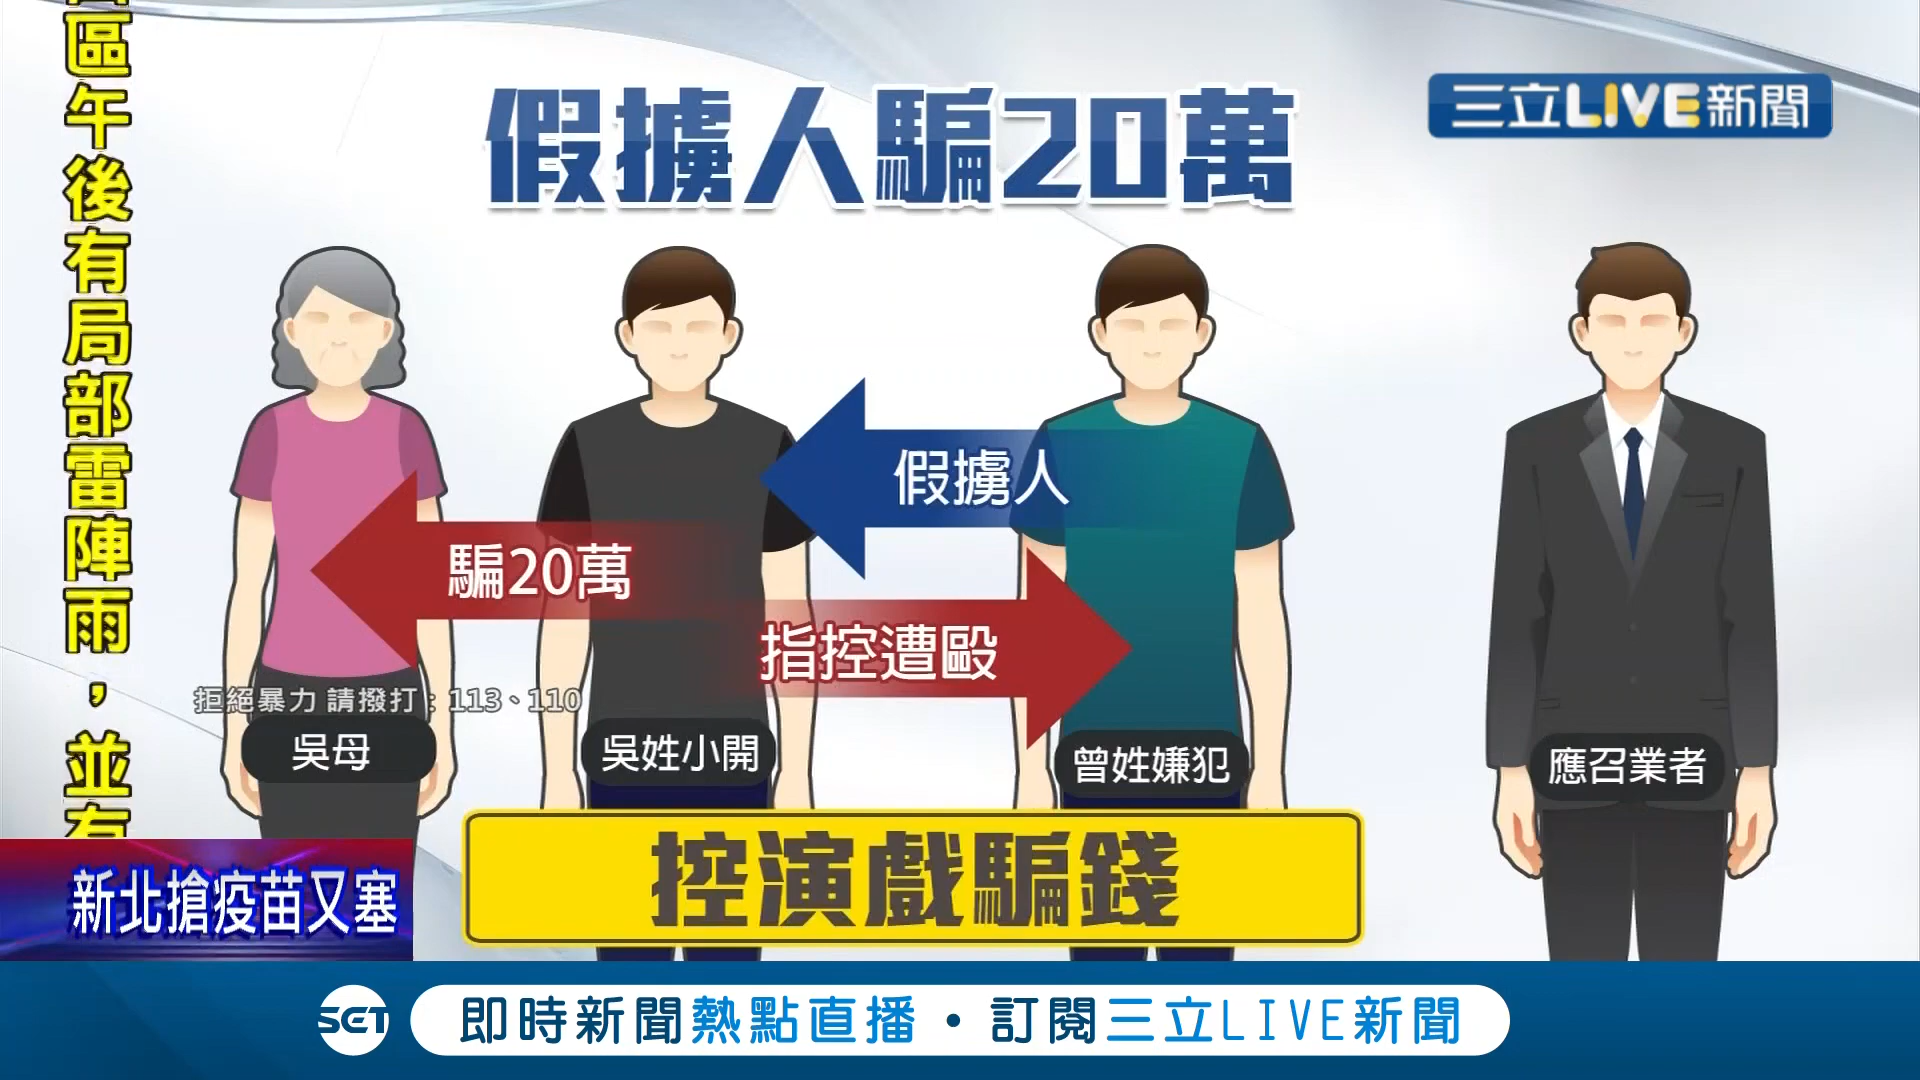 假擄人騙20萬
三立LIVE新聞
區午後有局部雷陣雨，並有
假擄人
騙20萬
指控遭毆
拒絕暴力 請撥打：113、110
吳母
吳姓小開
曾姓嫌犯
應召業者
控演戲騙錢
新北搶疫苗又塞
SET
即時新聞熱點直播・訂閱三立LIVE新聞